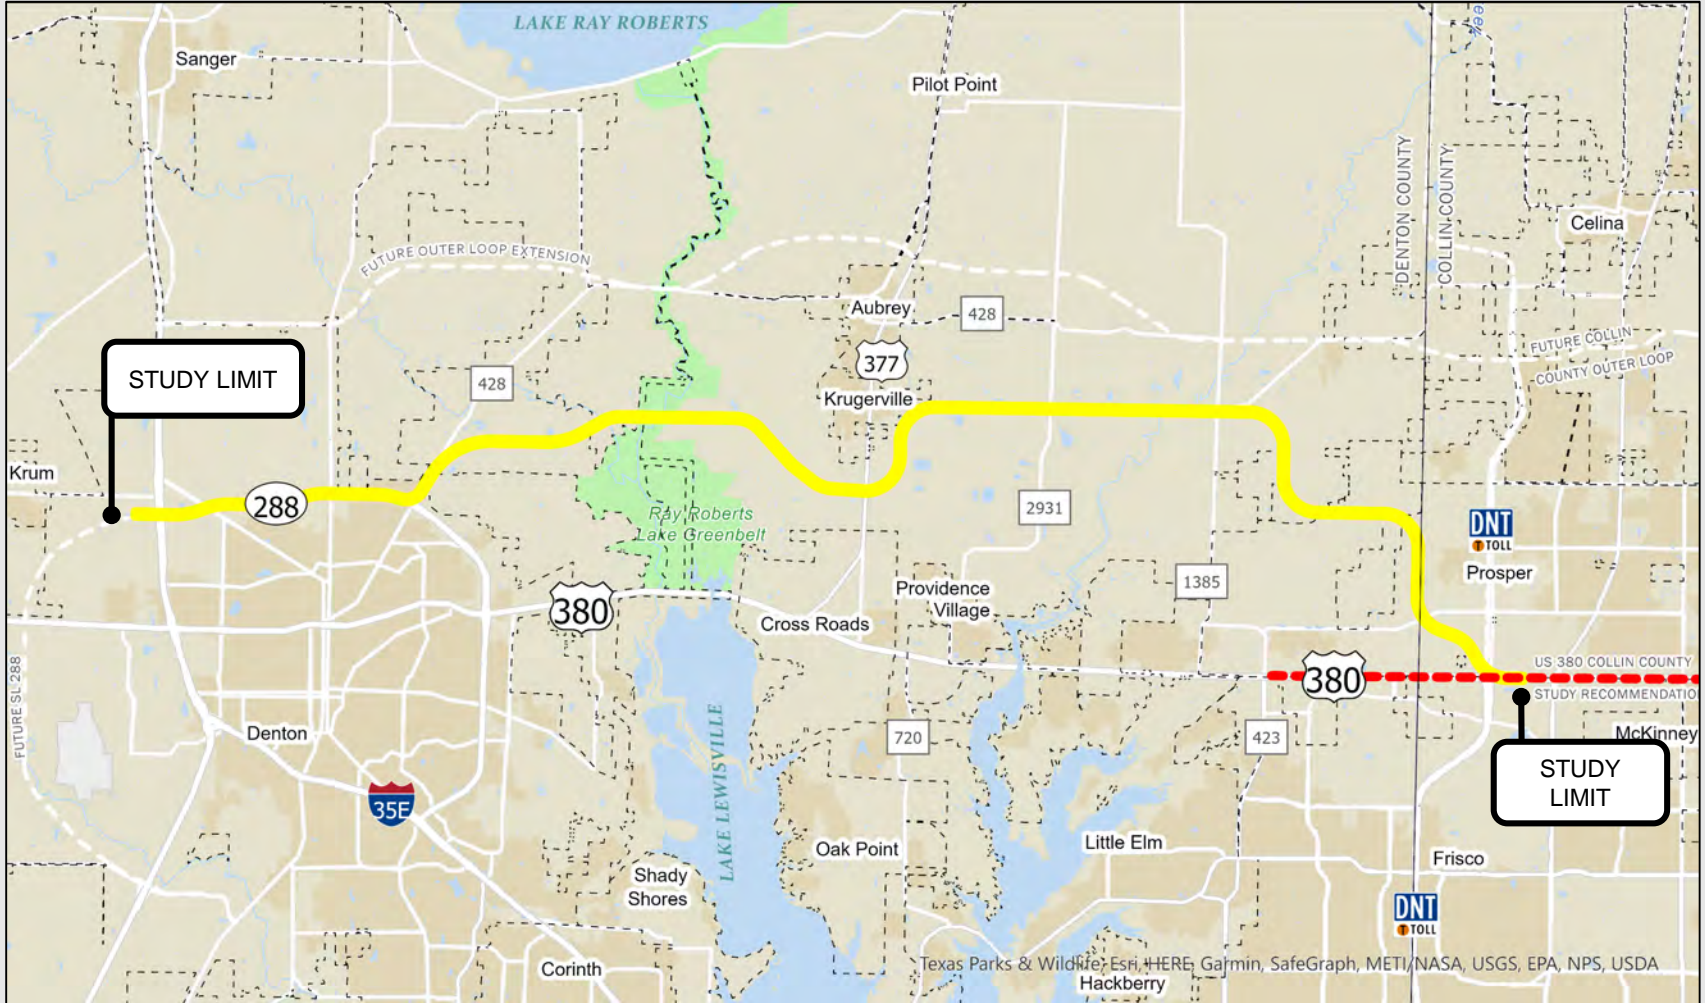 LAKE RAY ROBERTS
Sanger
Pilot Point
DENTON COUNTY
COLLIN COUNTY
Celina
FUTURE OUTER LOOP EXTENSION
Aubrey
428
377
FUTURE COLLIN
COUNTY OUTER LOOP
STUDY LIMIT
428
Krugerville
Krum
288
Ray Roberts
Lake Greenbelt
2931
DNT
T TOLL
Prosper
380
Providence
Village
1385
Cross Roads
FUTURE SL 288
US 380 COLLIN COUNTY
380
STUDY RECOMMENDATIO
Denton
720
423
McKinney
STUDY
LIMIT
35E
LAKE LEWISVILLE
Oak Point
Little Elm
Frisco
Shady
Shores
DNT
T TOLL
Corinth
Texas Parks & Wildlife, Esri, HERE, Garmin, SafeGraph, METI/NASA, USGS, EPA, NPS, USDA
Hackberry